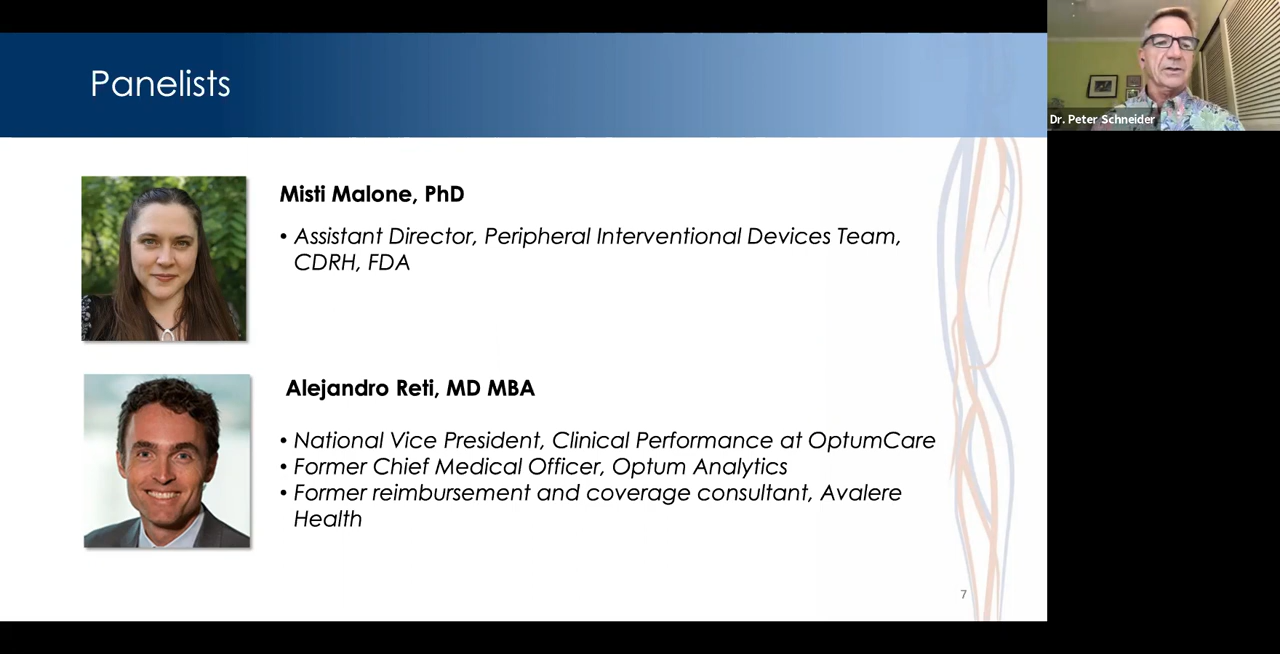 Panelists
Misti Malone, PhD
• Assistant Director, Peripheral Interventional Devices Team,
CDRH, FDA
Alejandro Reti, MD MBA
• National Vice President, Clinical Performance at OptumCare
• Former Chief Medical Officer, Optum Analytics
• Former reimbursement and coverage consultant, Avalere
Health
7
Dr. Peter Schneider